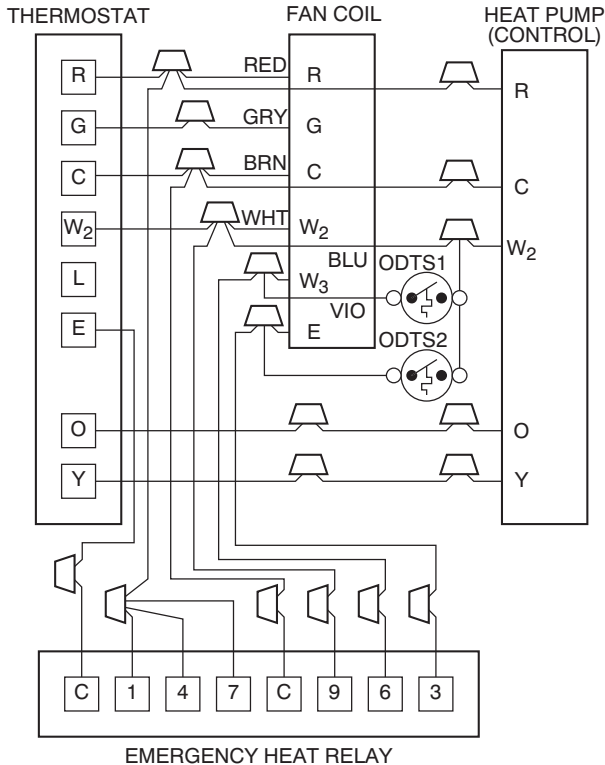 THERMOSTAT
FAN COIL
HEAT PUMP
(CONTROL)
R
RED
R
R
G
GRY
G
C
BRN
C
C
W2
WHT
W2
W2
L
BLU
ODTS1
W3
VIO
E
E
ODTS2
O
O
Y
Y
C
1
4
7
C
9
6
3
EMERGENCY HEAT RELAY